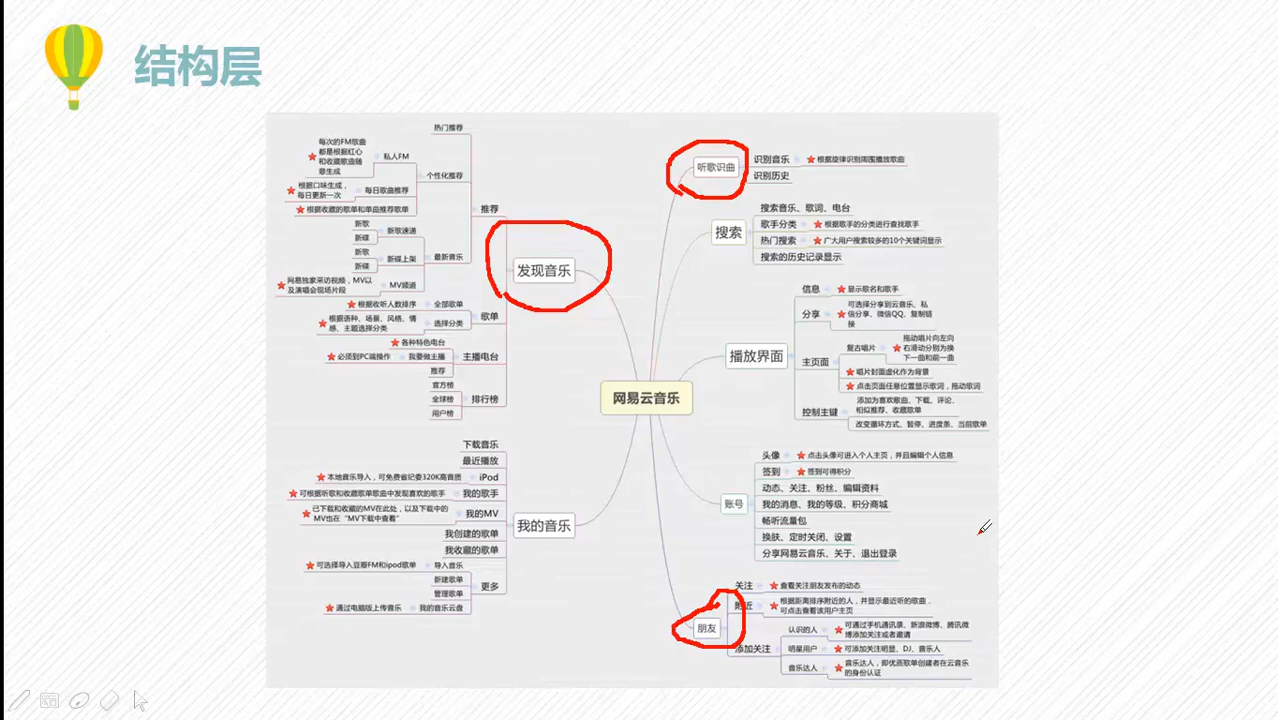 结构层
热门推荐
每次的FM歌曲
都是根据红心
和收藏歌曲随
意生成
私人FM
个性化推荐
根据口味生成，
每日更新一次
每日歌曲推荐
根据收藏的歌单和单曲推荐歌单
推荐
新歌
新碟
新歌速递
新歌
新碟
新碟上架
最新音乐
网易独家采访视频，MV以
及演唱会现场片段
MV频道
发现音乐
根据收听人数排序
全部歌单
根据语种、场景、风格、情
感、主题选择分类
选择分类
歌单
各种特色电台
必须到PC端操作
我要做主播
主播电台
推荐
官方榜
全球榜
用户榜
排行榜
网易云音乐
下载音乐
最近播放
本地音乐导入，可免费省记委320K高音质
iPod
可根据听歌和收藏歌单歌曲中发现喜欢的歌手
我的歌手
已下载和收藏的MV在此处，以及下载中的
MV也在“MV下载中查看”
我的MV
我的音乐
我创建的歌单
我收藏的歌单
可选择导入豆瓣FM和ipod歌单
导入音乐
新建歌单
管理歌单
更多
通过电脑版上传音乐
我的音乐云盘
听歌识曲
识别音乐
根据旋律识别周围播放歌曲
识别历史
搜索
搜索音乐、歌词、电台
歌手分类
根据歌手的分类进行查找歌手
热门搜索
广大用户搜索较多的10个关键词显示
搜索的历史记录显示
播放界面
信息
显示歌名和歌手
分享
可选择分享到云音乐、私
信分享、微信QQ、复制链
接
主页面
复古唱片
拖动唱片向左向
右滑动分别为换
下一曲和前一曲
唱片封面虚化作为背景
点击页面任意位置显示歌词，拖动歌词
控制主键
添加为喜欢歌曲、下载、评论、
相似推荐、收藏歌单
改变循环方式、暂停、进度条、当前歌单
账号
头像
点击头像可进入个人主页，并且编辑个人信息
签到
签到可得积分
动态、关注、粉丝、编辑资料
我的消息、我的等级、积分商城
畅听流量包
换肤、定时关闭、设置
分享网易云音乐、关于、退出登录
朋友
关注
查看关注朋友发布的动态
附近
根据距离排序附近的人，并显示最近听的歌曲，
可点击查看该用户主页
添加关注
认识的人
可通过手机通讯录、新浪微博、腾讯微
博添加关注或者邀请
明星用户
可添加关注明显、DJ、音乐人
音乐达人
音乐达人，即优质歌单创建者在云音乐
的身份认证